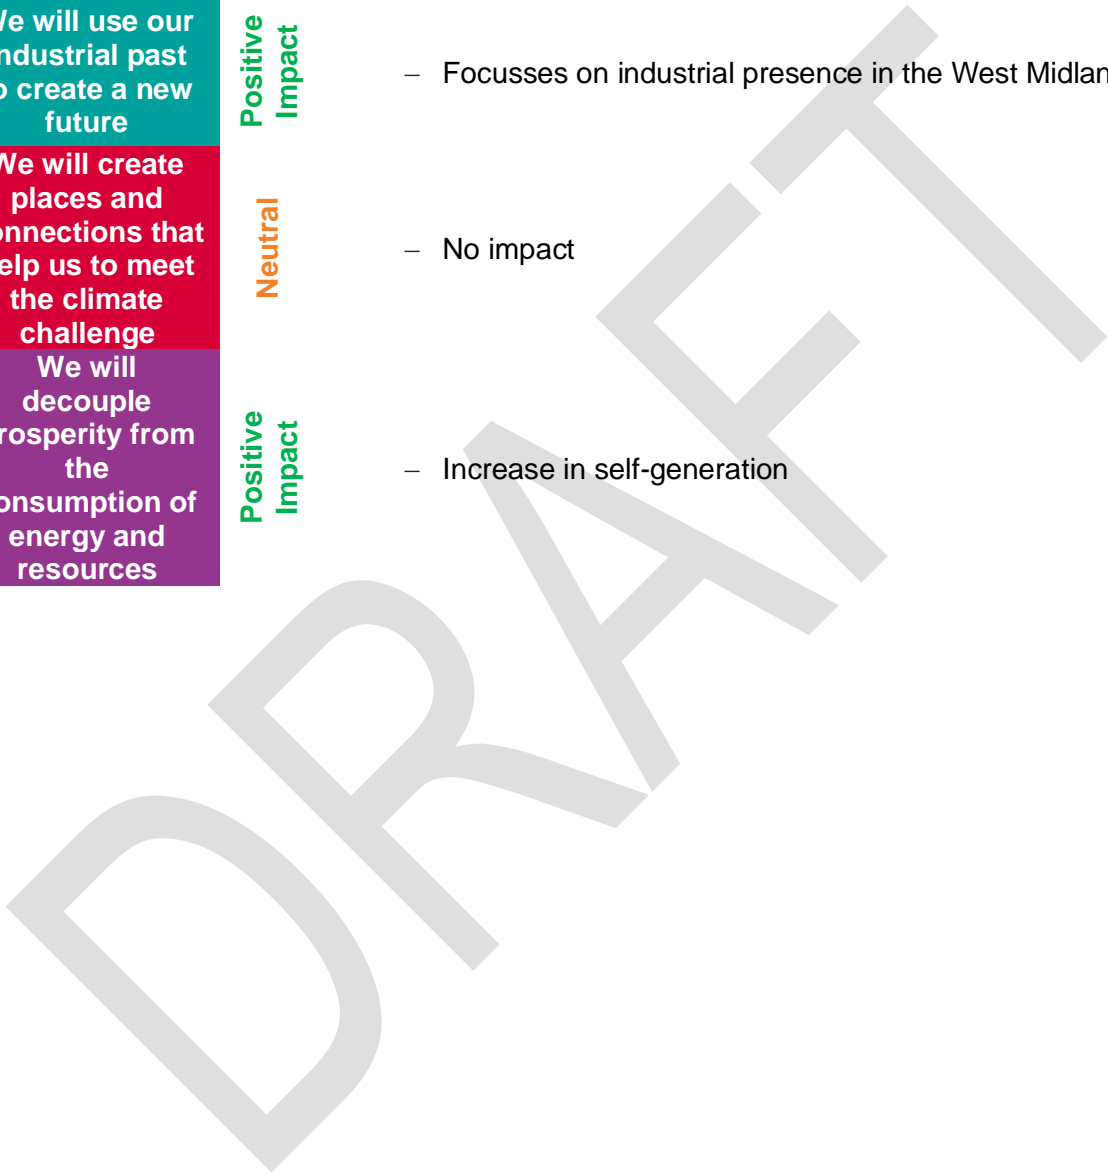 We will use our
ndustrial past
o create a new
future
Positive
Impact
– Focusses on industrial presence in the West Midlan
We will create
places and
onnections that
elp us to meet
the climate
challenge
Neutral
– No impact
We will
decouple
rosperity from
the
onsumption of
energy and
resources
Positive
Impact
– Increase in self-generation
DRAFT